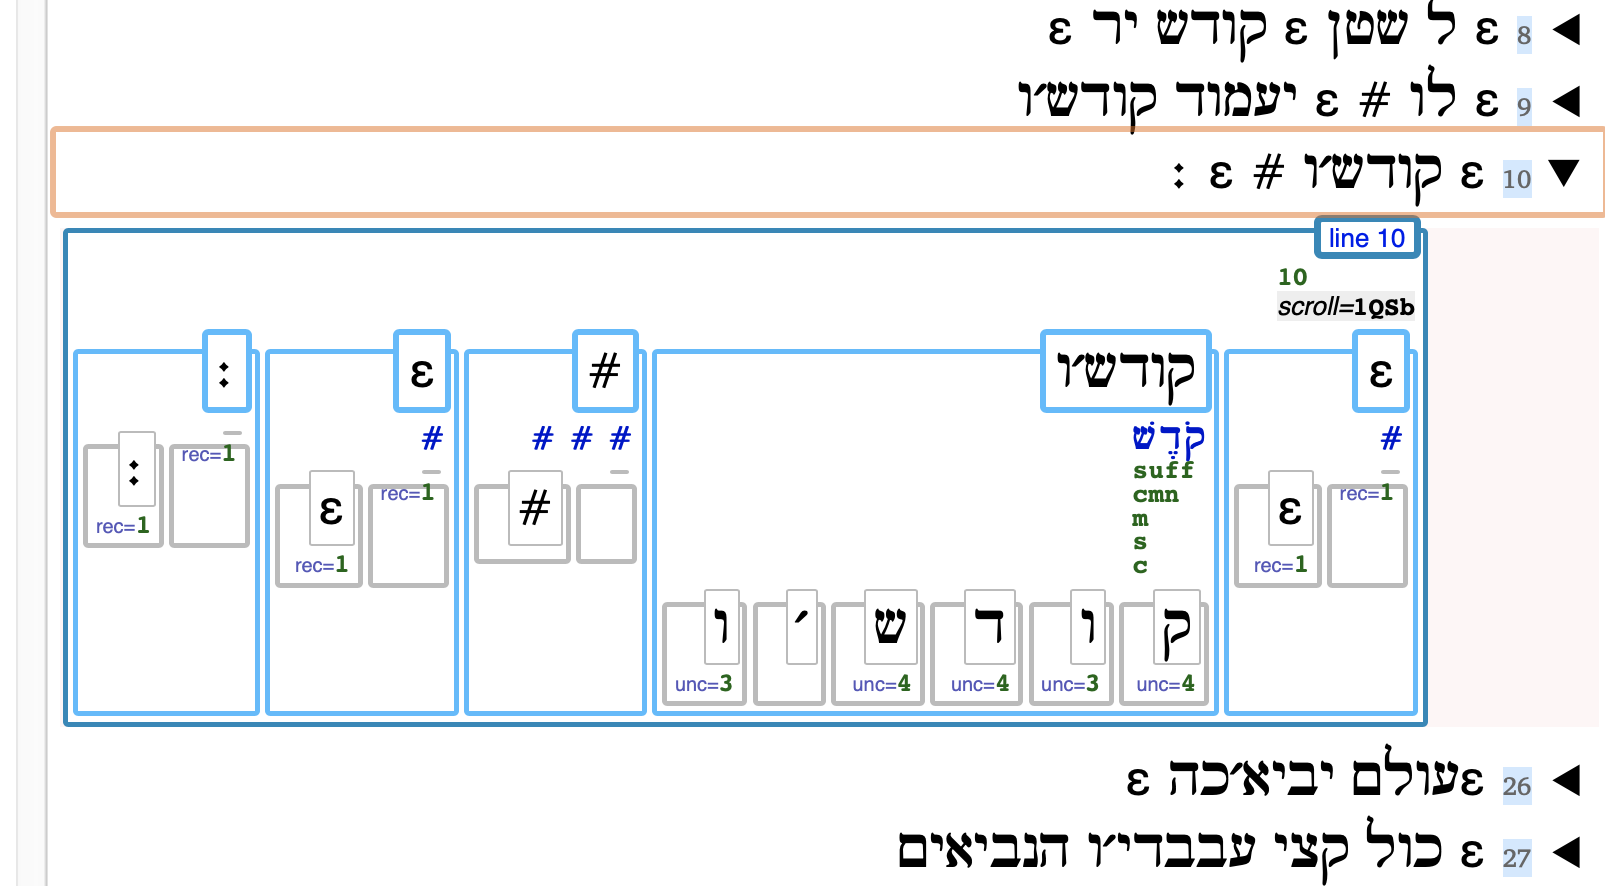 8 ε ל שטן ε קודש יר ε
9 ε לו # ε יעמוד קודש׳ו
10 ε קודש׳ו # ε :
line 10
10
scroll=1QSb
ε קודש׳ו # ε :
# קֹדֶשׁ # # # #
suff
cmn
m
s
c
rec=1 ε rec=1
ק unc=4 ו unc=3 ד unc=4 ש unc=4 ׳ ו unc=3
#
rec=1 ε rec=1
rec=1 : rec=1
26 εעולם יביא׳כה ε
27 ε כול קצי עבבדי׳ו הנביאים